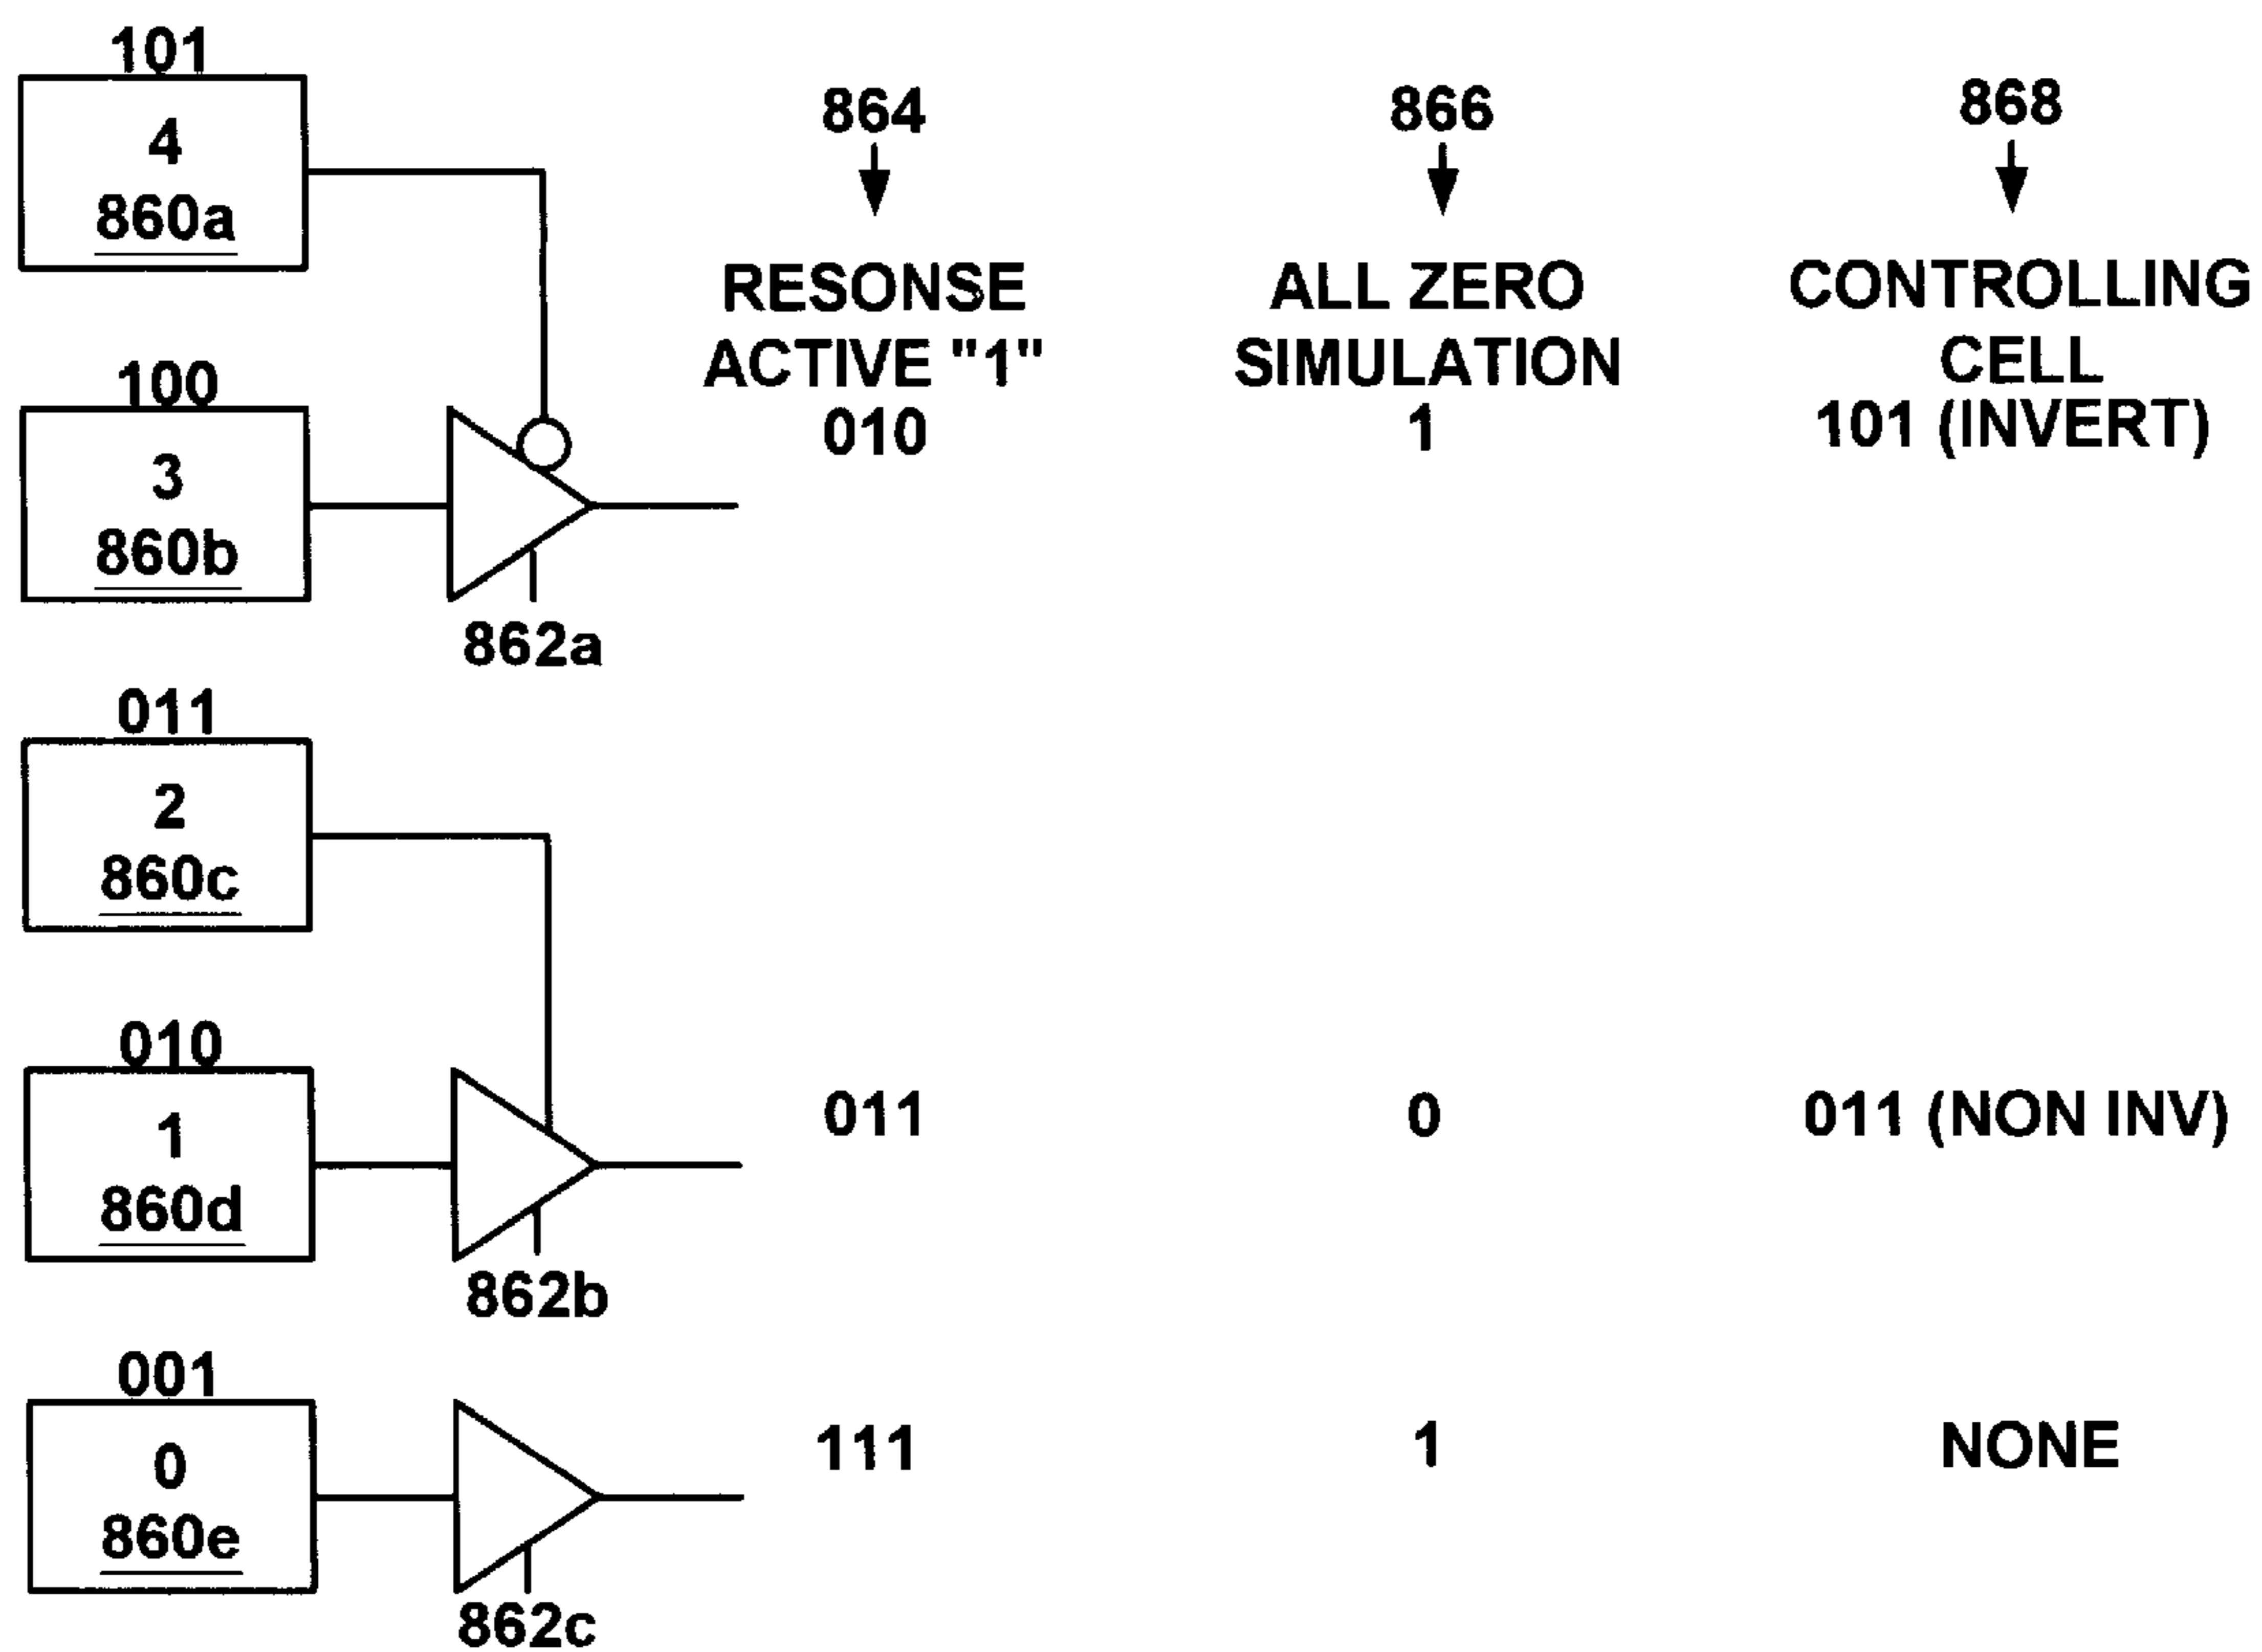 101
4
860a
864
866
868
RESONSE
ACTIVE "1"
010
ALL ZERO
SIMULATION
1
CONTROLLING
CELL
101 (INVERT)
100
3
860b
862a
011
2
860c
010
1
860d
862b
011
0
011 (NON INV)
001
0
860e
862c
111
1
NONE